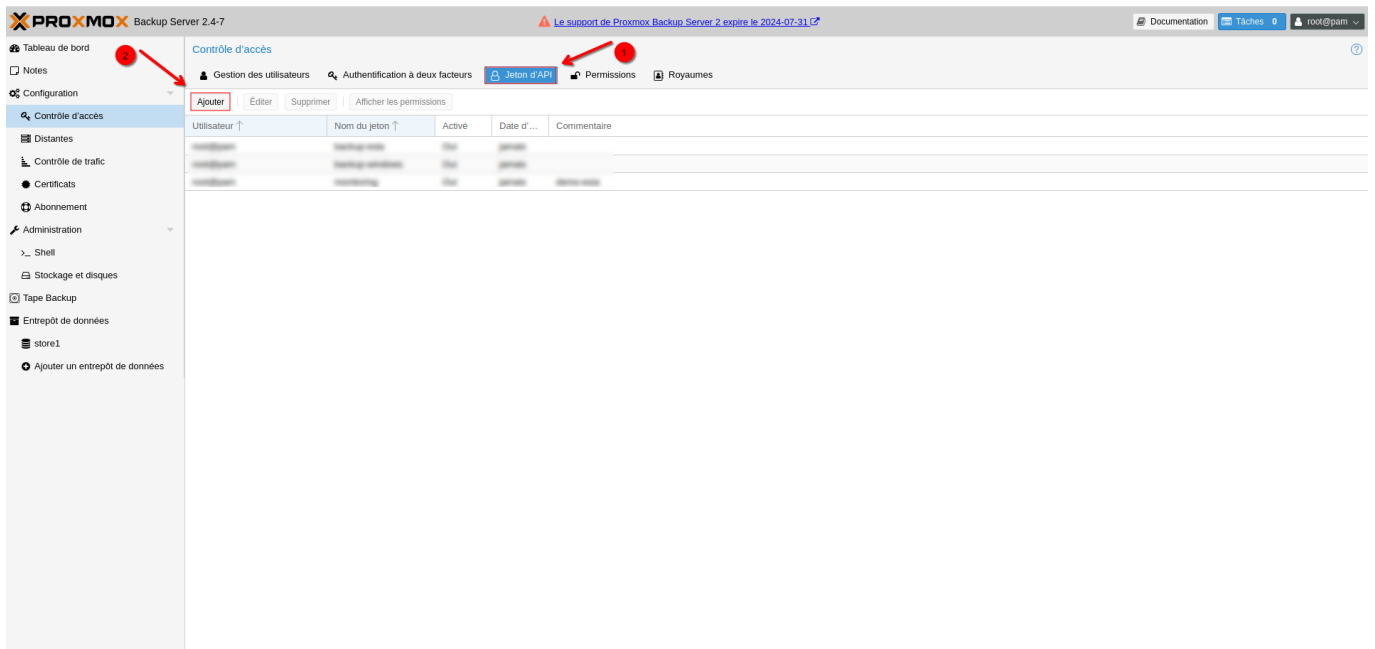 PROXMOX Backup Server 2.4-7
Le support de Proxmox Backup Server 2 expire le 2024-07-31
Documentation
Tâches 0
root@pam
Tableau de bord
Notes
Configuration
Contrôle d'accès
Distantes
Contrôle de trafic
Certificats
Abonnement
Administration
Shell
Stockage et disques
Tape Backup
Entrepôt de données
store1
Ajouter un entrepôt de données
2
Contrôle d'accès
1
Gestion des utilisateurs
Authentification à deux facteurs
Jeton d'API
Permissions
Royaumes
Ajouter
Éditer
Supprimer
Afficher les permissions
Utilisateur
Nom du jeton
Activé
Date d'...
Commentaire